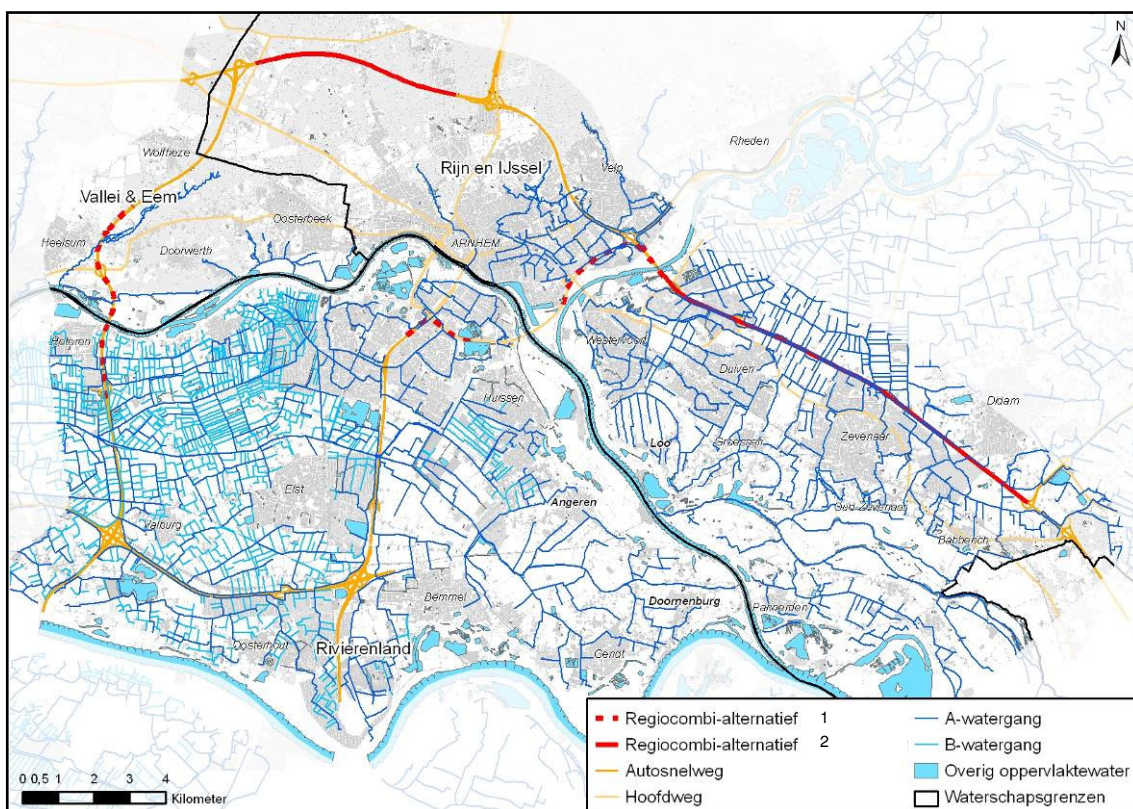 N
Rheden
Wolfheze
Velp
Rijn en IJssel
Vallei & Eem
Oosterbeek
Heelsum
Doorwerth
ARNHEM
Heteren
Westervoort
Duiven
Didam
Huissen
Zevenaar
Loo
Groessen
Elst
Angeren
Oud-Zevenaar
Valburg
Babberich
Bemmel
Doornenburg
Pannerden
Oosterhout
Rivierenland
Gendt
Regiocombi-alternatief 1
Regiocombi-alternatief 2
Autosnelweg
Hoofdweg
A-watergang
B-watergang
Overig oppervlaktewater
Waterschapsgrenzen
0 0,5 1 2 3 4
Kilometer